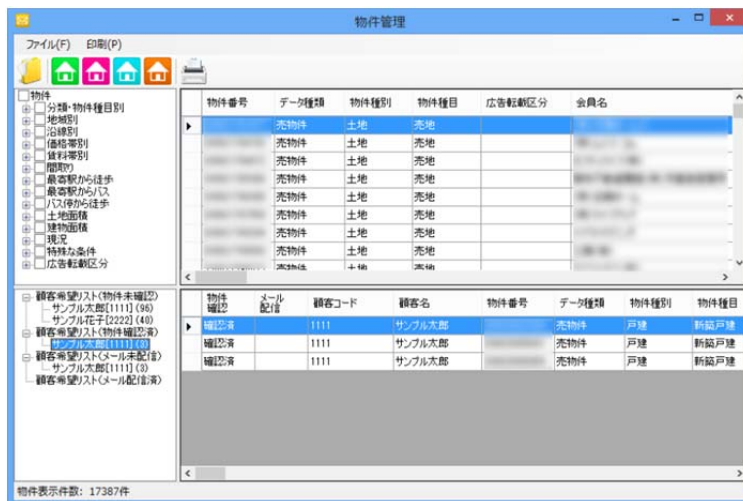 物件管理
ファイル(F) 印刷(P)
物件
分類・物件種目別
地域別
沿線別
価格帯別
賃料帯別
間取り
最寄駅から徒歩
最寄駅からバス
バス停から徒歩
土地面積
建物面積
現況
特殊な条件
広告転載区分
物件番号 データ種類 物件種別 物件種目 広告転載区分 会員名
売物件 土地 売地
売物件 土地 売地
売物件 土地 売地
売物件 土地 売地
売物件 土地 売地
売物件 土地 売地
売物件 土地 売地
売物件 土地 売地
売物件 土地 売地
顧客希望リスト(物件未確認)
サンプル太郎[1111](96)
サンプル花子[2222](40)
顧客希望リスト(物件確認済)
サンプル太郎[1111](3)
顧客希望リスト(メール未配信)
サンプル太郎[1111](3)
顧客希望リスト(メール配信済)
物件確認 メール配信 顧客コード 顧客名 物件番号 データ種類 物件種別 物件種目
確認済 1111 サンプル太郎 売物件 戸建 新築戸建
確認済 1111 サンプル太郎 売物件 戸建 新築戸建
確認済 1111 サンプル太郎 売物件 戸建 新築戸建
物件表示件数: 17387件